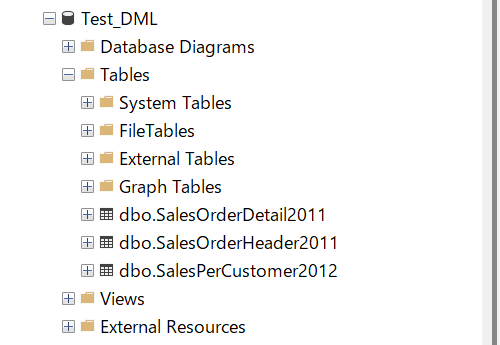 Test_DML
Database Diagrams
Tables
System Tables
FileTables
External Tables
Graph Tables
dbo.SalesOrderDetail2011
dbo.SalesOrderHeader2011
dbo.SalesPerCustomer2012
Views
External Resources